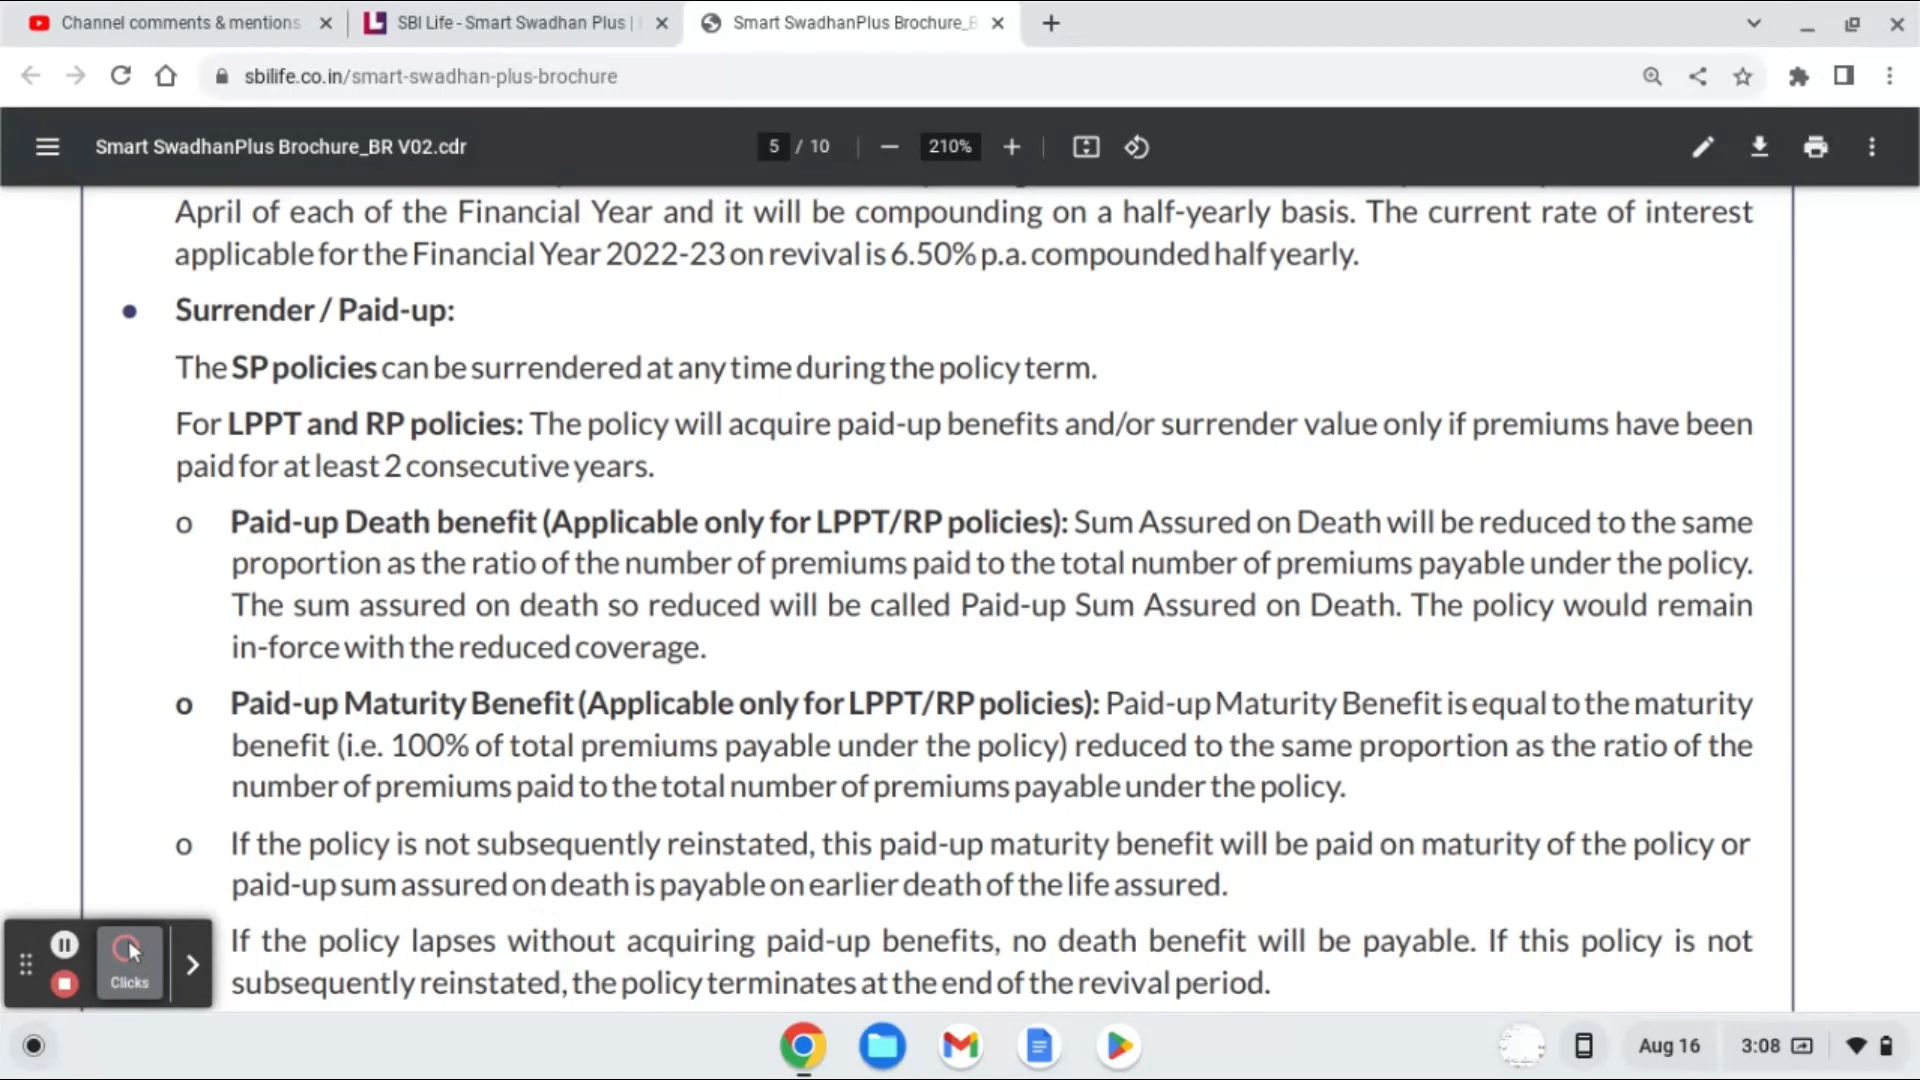 Channel comments & mentions
SBI Life - Smart Swadhan Plus |
Smart SwadhanPlus Brochure_B
sbilife.co.in/smart-swadhan-plus-brochure
Smart SwadhanPlus Brochure_BR V02.cdr
5 / 10
210%
April of each of the Financial Year and it will be compounding on a half-yearly basis. The current rate of interest
applicable for the Financial Year 2022-23 on revival is 6.50% p.a. compounded half yearly.
• Surrender / Paid-up:
The SP policies can be surrendered at any time during the policy term.
For LPPT and RP policies: The policy will acquire paid-up benefits and/or surrender value only if premiums have been
paid for at least 2 consecutive years.
o Paid-up Death benefit (Applicable only for LPPT/RP policies): Sum Assured on Death will be reduced to the same
proportion as the ratio of the number of premiums paid to the total number of premiums payable under the policy.
The sum assured on death so reduced will be called Paid-up Sum Assured on Death. The policy would remain
in-force with the reduced coverage.
o Paid-up Maturity Benefit (Applicable only for LPPT/RP policies): Paid-up Maturity Benefit is equal to the maturity
benefit (i.e. 100% of total premiums payable under the policy) reduced to the same proportion as the ratio of the
number of premiums paid to the total number of premiums payable under the policy.
o If the policy is not subsequently reinstated, this paid-up maturity benefit will be paid on maturity of the policy or
paid-up sum assured on death is payable on earlier death of the life assured.
If the policy lapses without acquiring paid-up benefits, no death benefit will be payable. If this policy is not
subsequently reinstated, the policy terminates at the end of the revival period.
Clicks
Aug 16
3:08